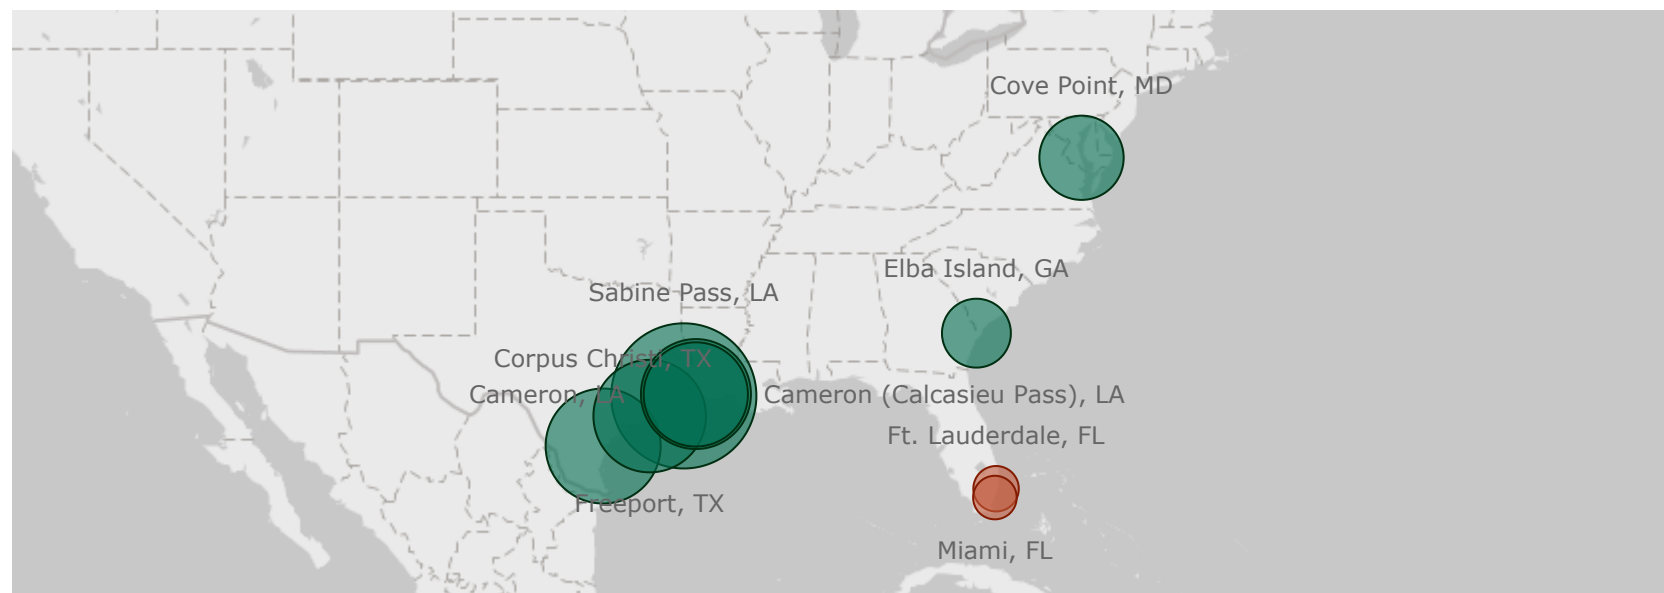 Cove Point, MD
Elba Island, GA
Sabine Pass, LA
Corpus Christi, TX
Cameron, LA
Cameron (Calcasieu Pass), LA
Ft. Lauderdale, FL
Freeport, TX
Miami, FL